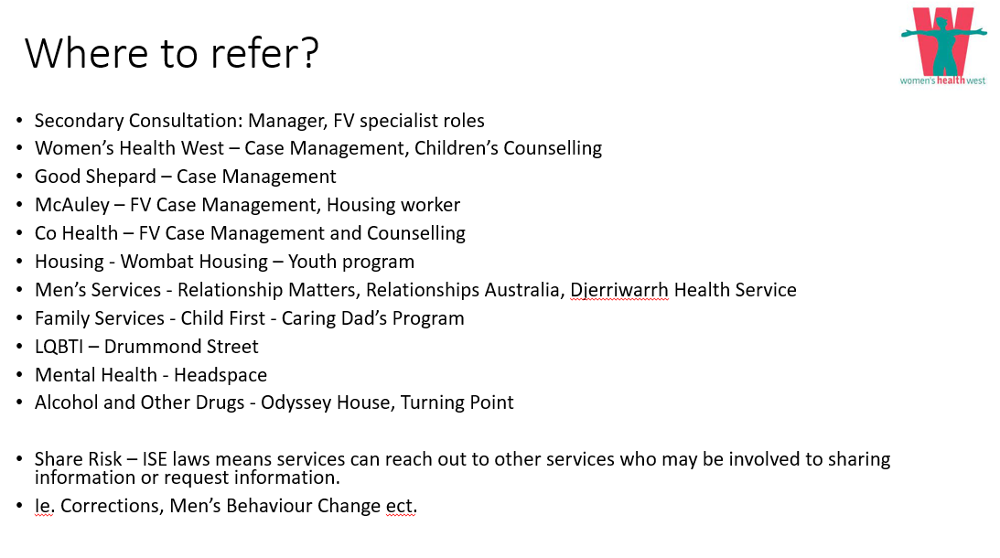 Where to refer?
W
women's health west
• Secondary Consultation: Manager, FV specialist roles
• Women's Health West – Case Management, Children's Counselling
• Good Shepard – Case Management
• McAuley – FV Case Management, Housing worker
• Co Health – FV Case Management and Counselling
• Housing - Wombat Housing – Youth program
• Men's Services - Relationship Matters, Relationships Australia, Djerriwarrh Health Service
• Family Services - Child First - Caring Dad's Program
• LQBTI – Drummond Street
• Mental Health - Headspace
• Alcohol and Other Drugs - Odyssey House, Turning Point
• Share Risk – ISE laws means services can reach out to other services who may be involved to sharing
information or request information.
• Ie. Corrections, Men's Behaviour Change ect.